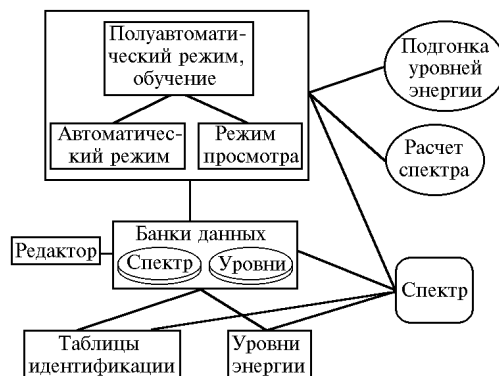 Полуавтомати-
ческий режим,
обучение
Автоматичес-
кий режим
Режим
просмотра
Подгонка
уровней
энергии
Расчет
спектра
Банки данных
Редактор
Спектр
Уровни
Спектр
Таблицы
идентификации
Уровни
энергии